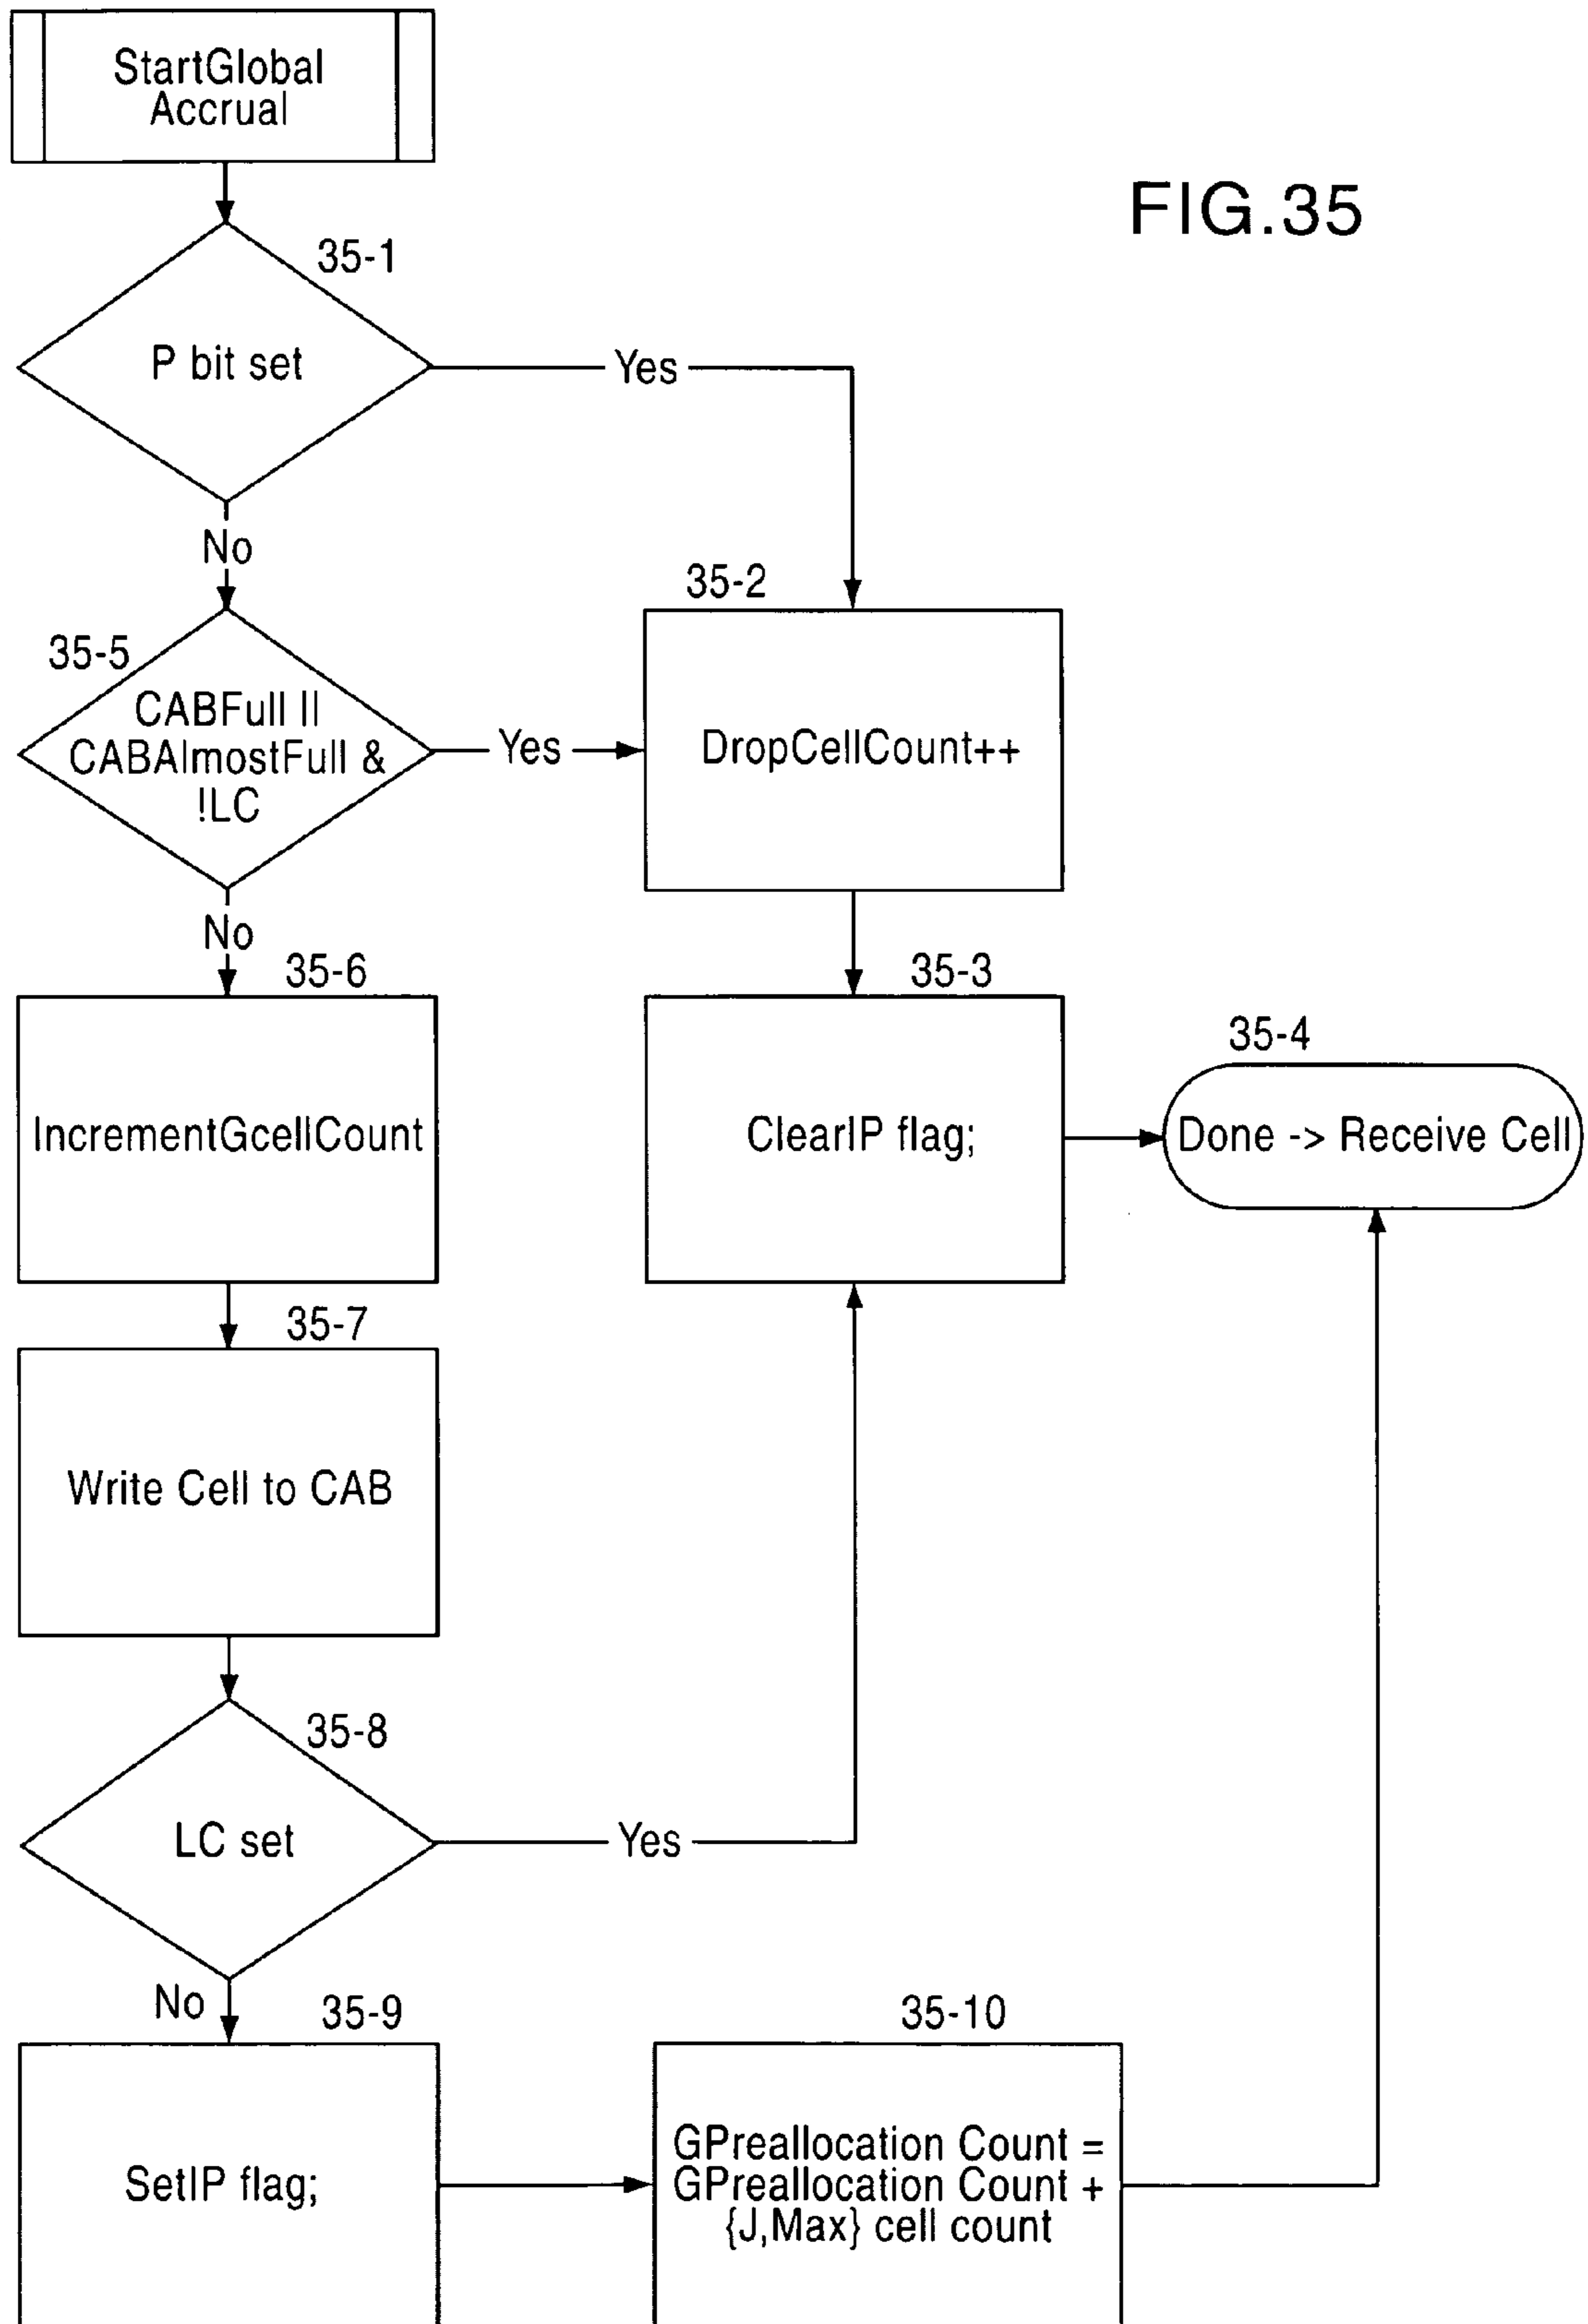 StartGlobal
Accrual
FIG.35
35-1
P bit set
Yes
No
35-2
35-5
CABFull ||
CABAlmostFull &
!LC
Yes
DropCellCount++
No
35-6
35-3
35-4
IncrementGcellCount
ClearIP flag;
Done -> Receive Cell
35-7
Write Cell to CAB
35-8
LC set
Yes
No
35-9
35-10
SetIP flag;
GPreallocation Count =
GPreallocation Count +
{J,Max} cell count